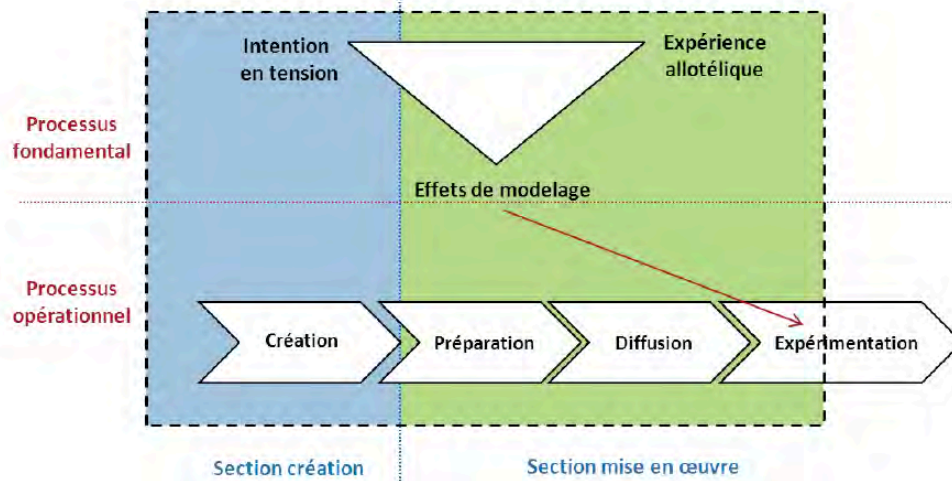 Intention
en tension
Expérience
allotélique
Processus
fondamental
Effets de modelage
Processus
opérationnel
Création
Préparation
Diffusion
Expérimentation
Section création
Section mise en œuvre